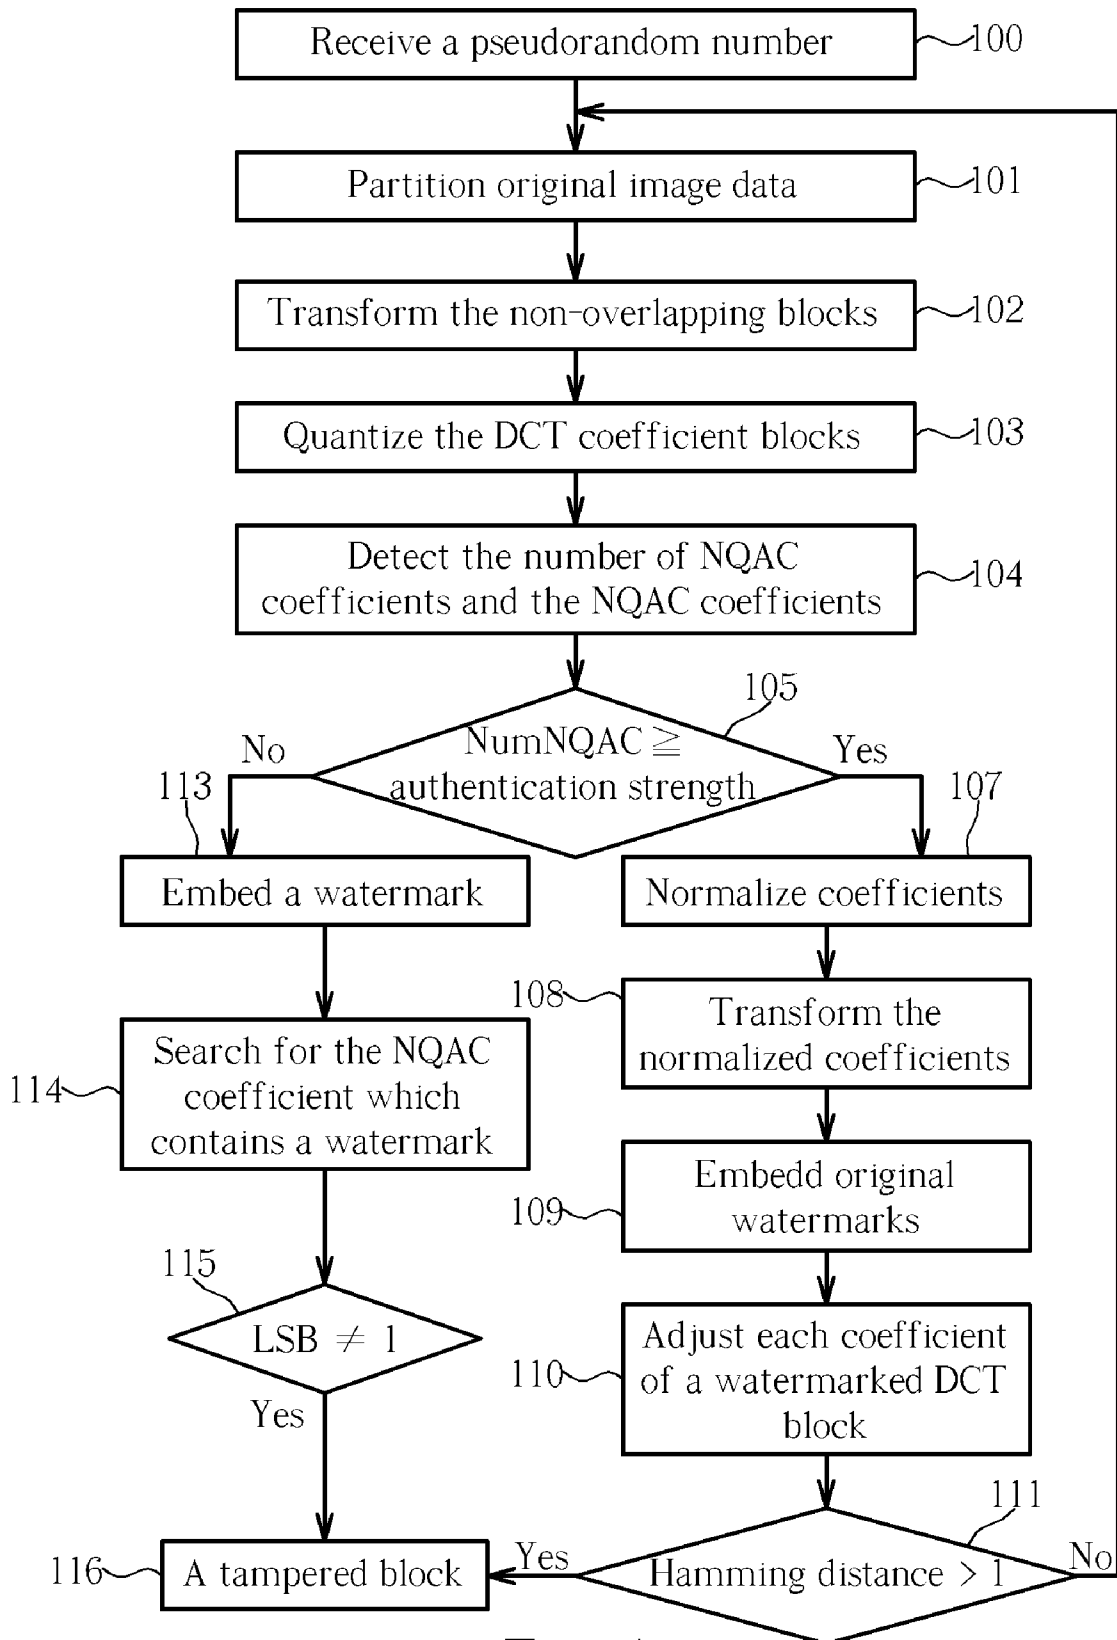 Receive a pseudorandom number
100
Partition original image data
101
Transform the non-overlapping blocks
102
Quantize the DCT coefficient blocks
103
Detect the number of NQAC
coefficients and the NQAC coefficients
104
105
NumNQAC ≧
authentication strength
No
Yes
113
107
Embed a watermark
Normalize coefficients
108
Transform the
normalized coefficients
114
Search for the NQAC
coefficient which
contains a watermark
109
Embedd original
watermarks
115
LSB ≠ 1
Yes
110
Adjust each coefficient
of a watermarked DCT
block
111
Hamming distance > 1
Yes
No
116
A tampered block